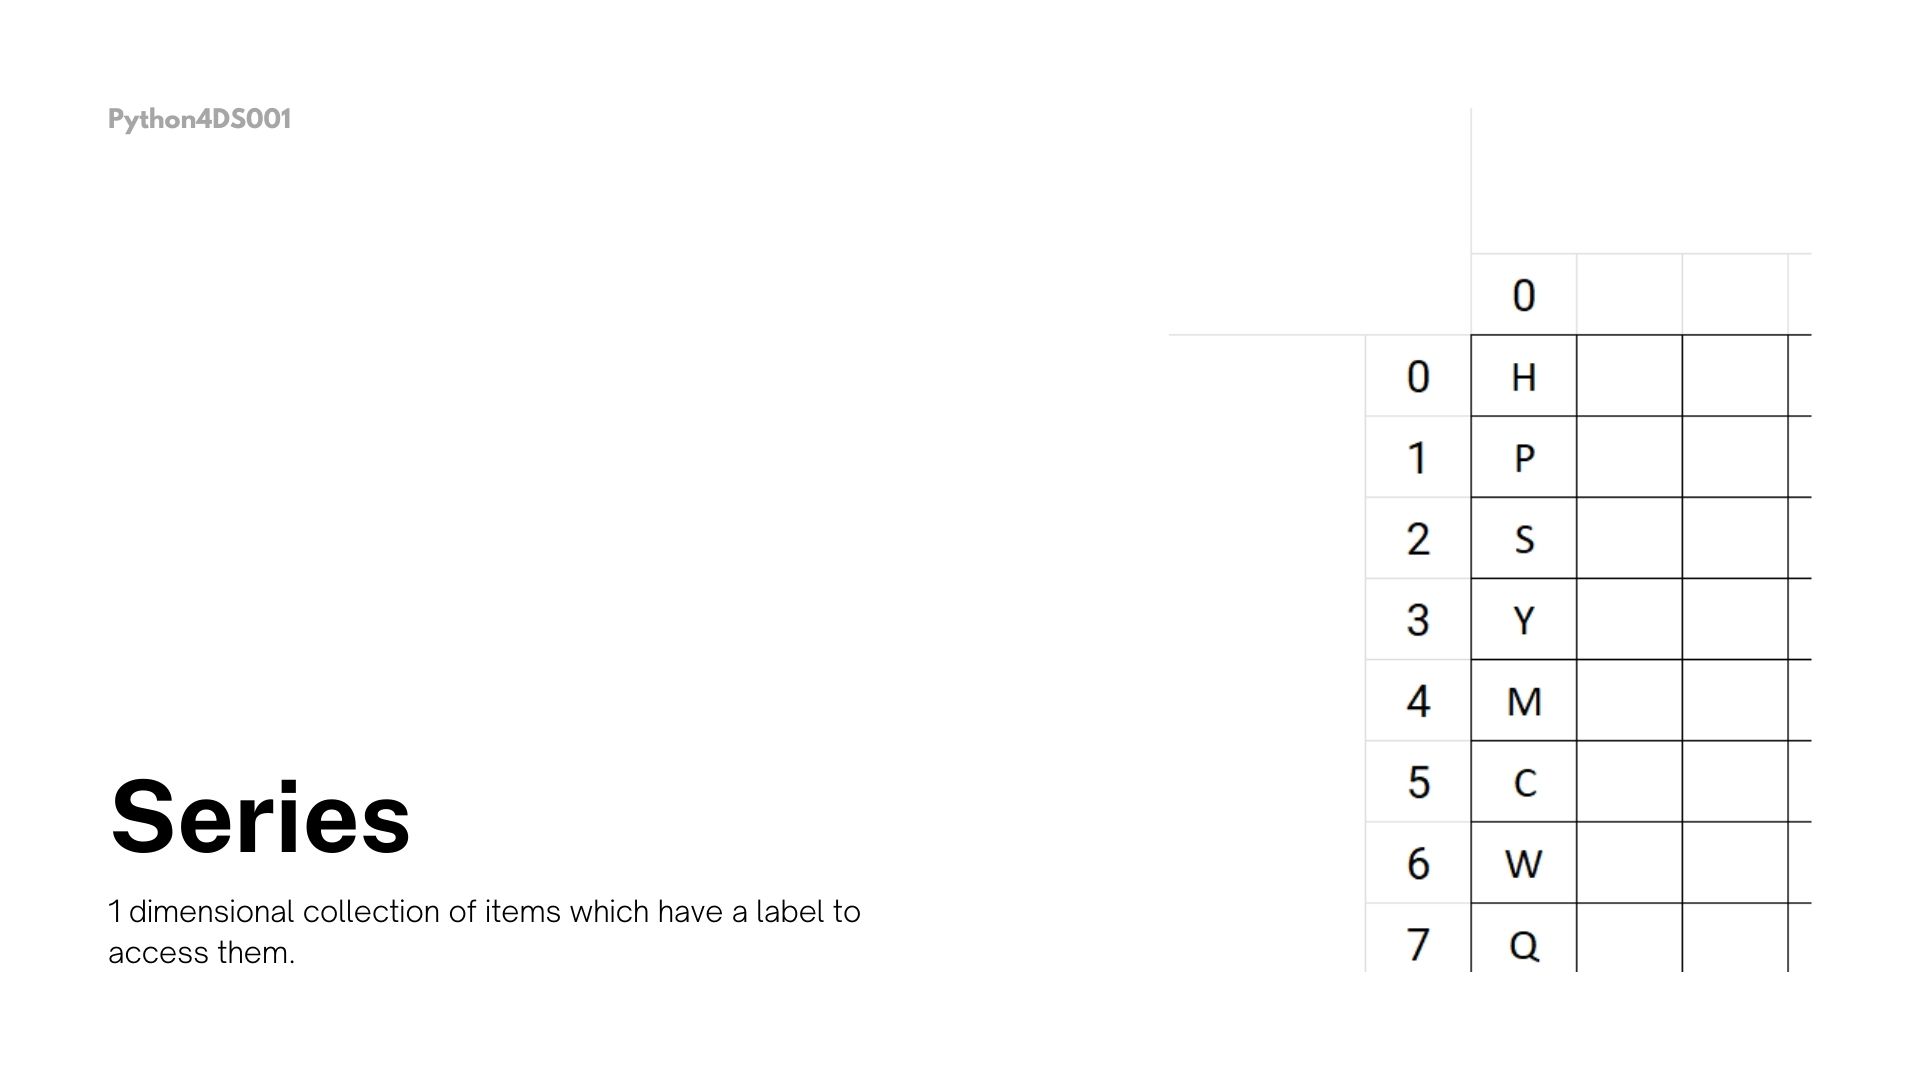 Python4DS001
Series
1 dimensional collection of items which have a label to
access them.
0
0 H
1 P
2 S
3 Y
4 M
5 C
6 W
7 Q